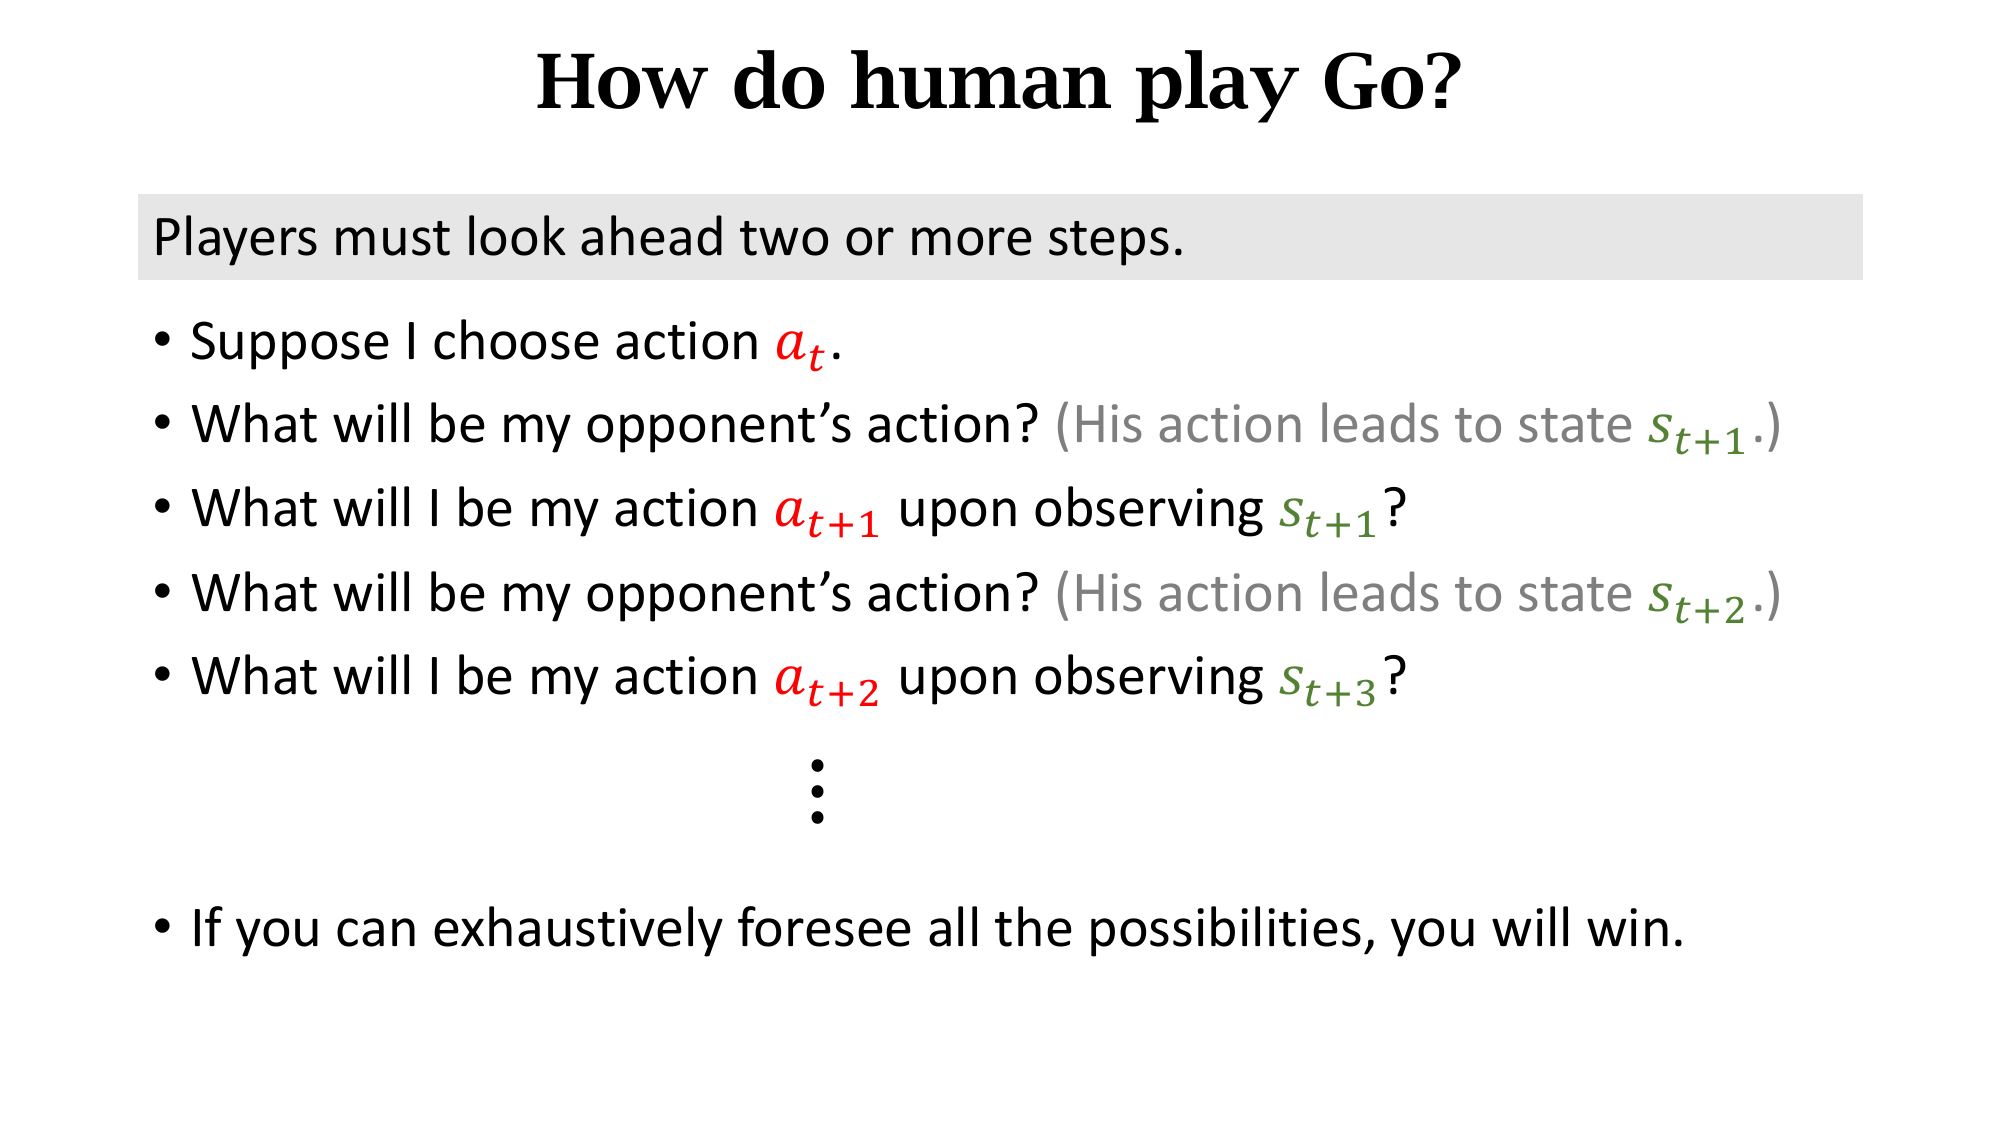 How do human play Go?
Players must look ahead two or more steps.
• Suppose I choose action a_t.
• What will be my opponent’s action? (His action leads to state s_{t+1}.)
• What will I be my action a_{t+1} upon observing s_{t+1}?
• What will be my opponent’s action? (His action leads to state s_{t+2}.)
• What will I be my action a_{t+2} upon observing s_{t+3}?
⋮
• If you can exhaustively foresee all the possibilities, you will win.